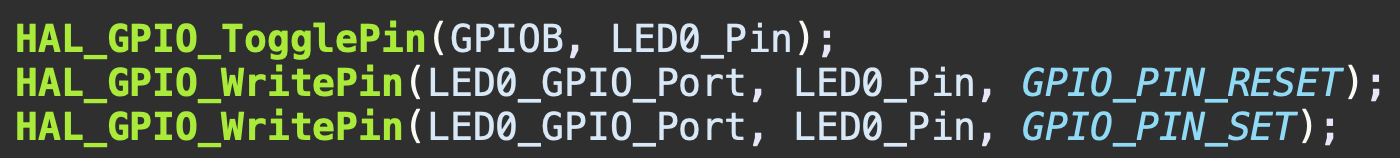 HAL_GPIO_TogglePin(GPIOB, LED0_Pin);
HAL_GPIO_WritePin(LED0_GPIO_Port, LED0_Pin, GPIO_PIN_RESET);
HAL_GPIO_WritePin(LED0_GPIO_Port, LED0_Pin, GPIO_PIN_SET);